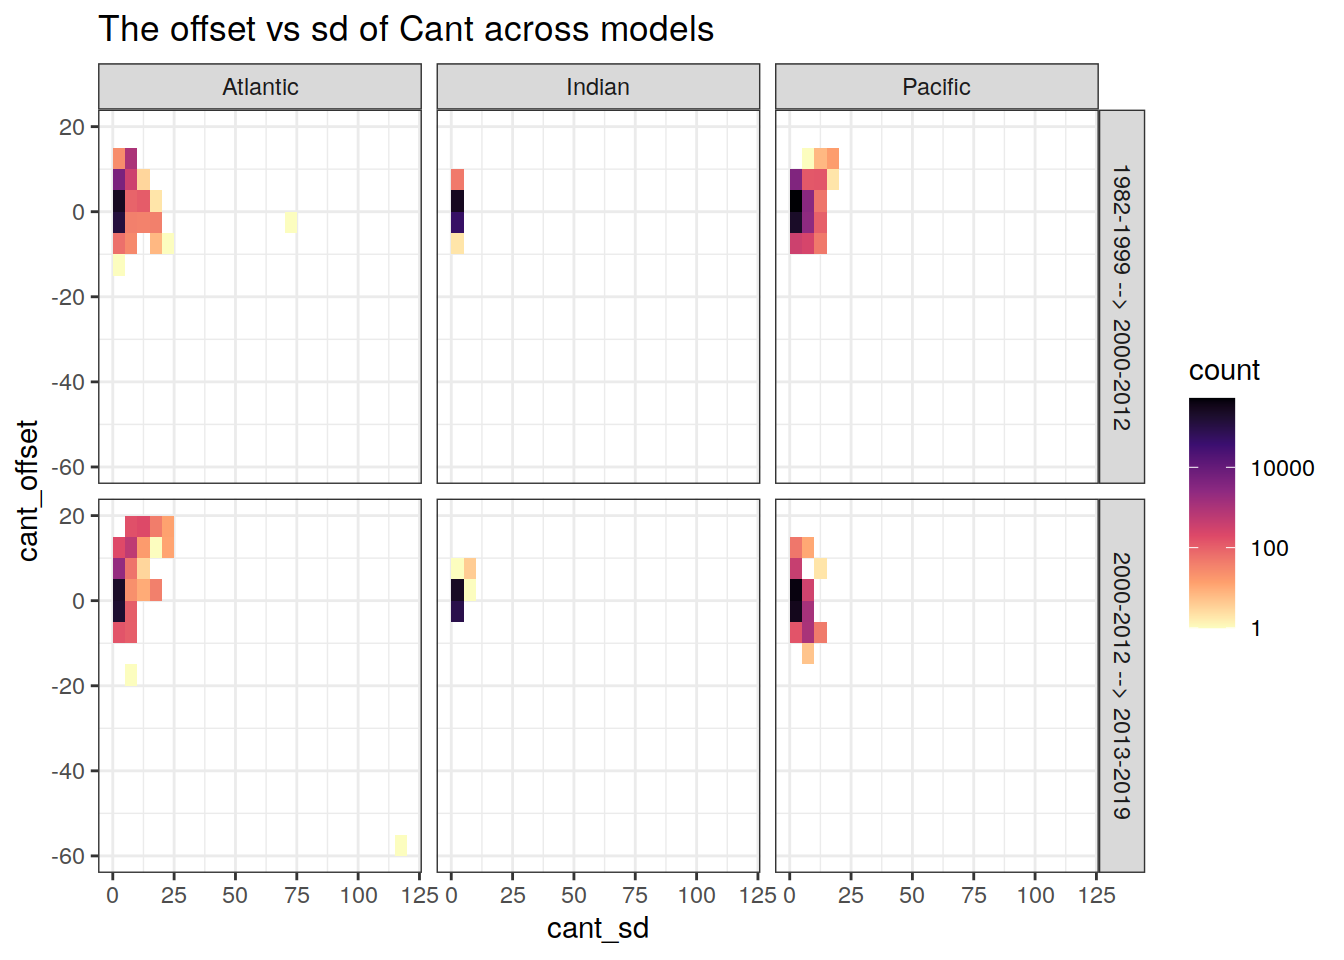 The offset vs sd of Cant across models
Atlantic
Indian
Pacific
20
0
-20
-40
-60
1982-1999 --> 2000-2012
20
0
-20
-40
-60
2000-2012 --> 2013-2019
cant_offset
0 25 50 75 100 125
0 25 50 75 100 125
0 25 50 75 100 125
cant_sd
count
10000
100
1